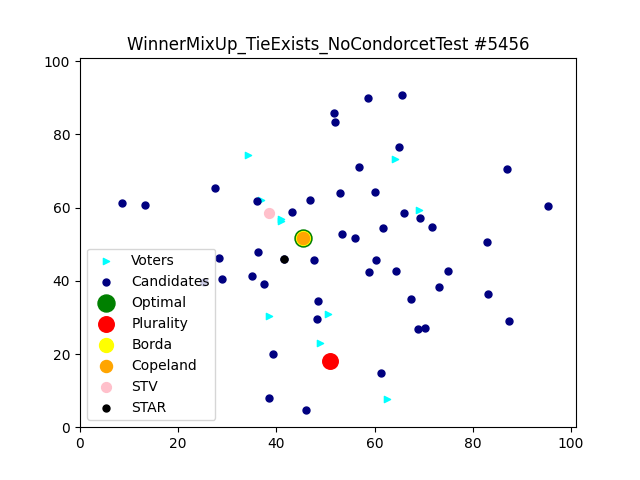 WinnerMixUp_TieExists_NoCondorcetTest #5456
100
80
60
40
20
0
Voters
Candidates
Optimal
Plurality
Borda
Copeland
STV
STAR
0 20 40 60 80 100